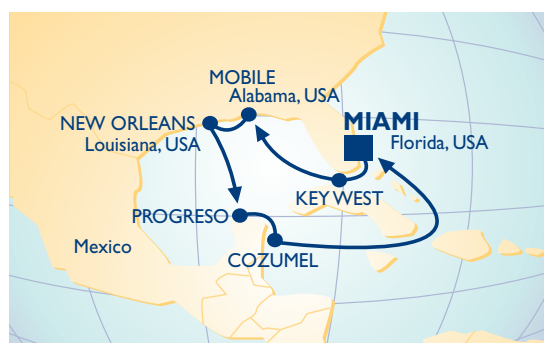 MOBILE
Alabama, USA
NEW ORLEANS
Louisiana, USA
MIAMI
Florida, USA
KEY WEST
PROGRESO
Mexico
COZUMEL